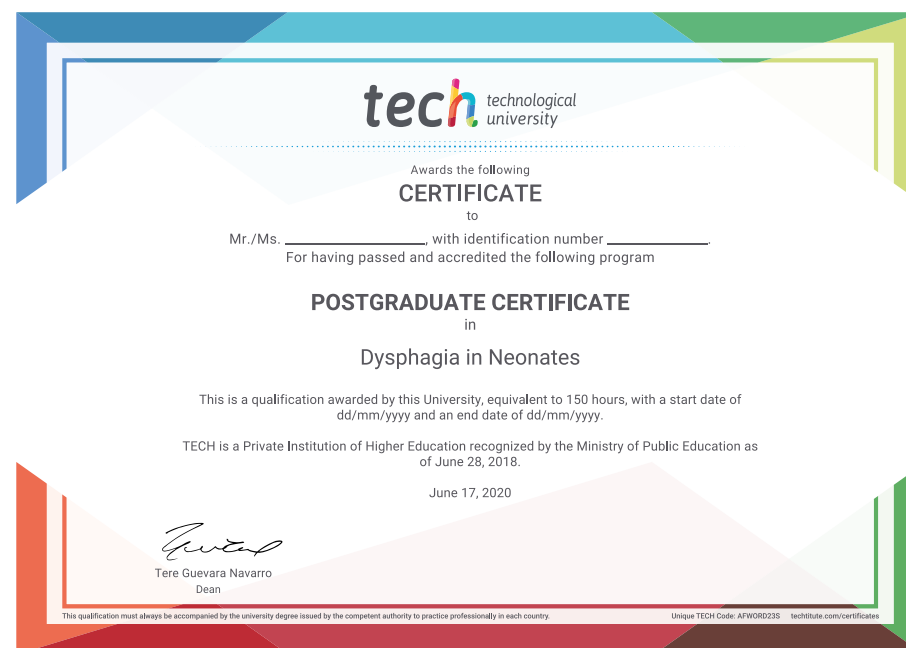 tech technological
university
Awards the following
CERTIFICATE
to
Mr./Ms. ____________________, with identification number ______________.
For having passed and accredited the following program
POSTGRADUATE CERTIFICATE
in
Dysphagia in Neonates
This is a qualification awarded by this University, equivalent to 150 hours, with a start date of
dd/mm/yyyy and an end date of dd/mm/yyyy.
TECH is a Private Institution of Higher Education recognized by the Ministry of Public Education as
of June 28, 2018.
June 17, 2020
Tere Guevara Navarro
Dean
This qualification must always be accompanied by the university degree issued by the competent authority to practice professionally in each country. Unique TECH Code: AFWORD23S techtitute.com/certificates